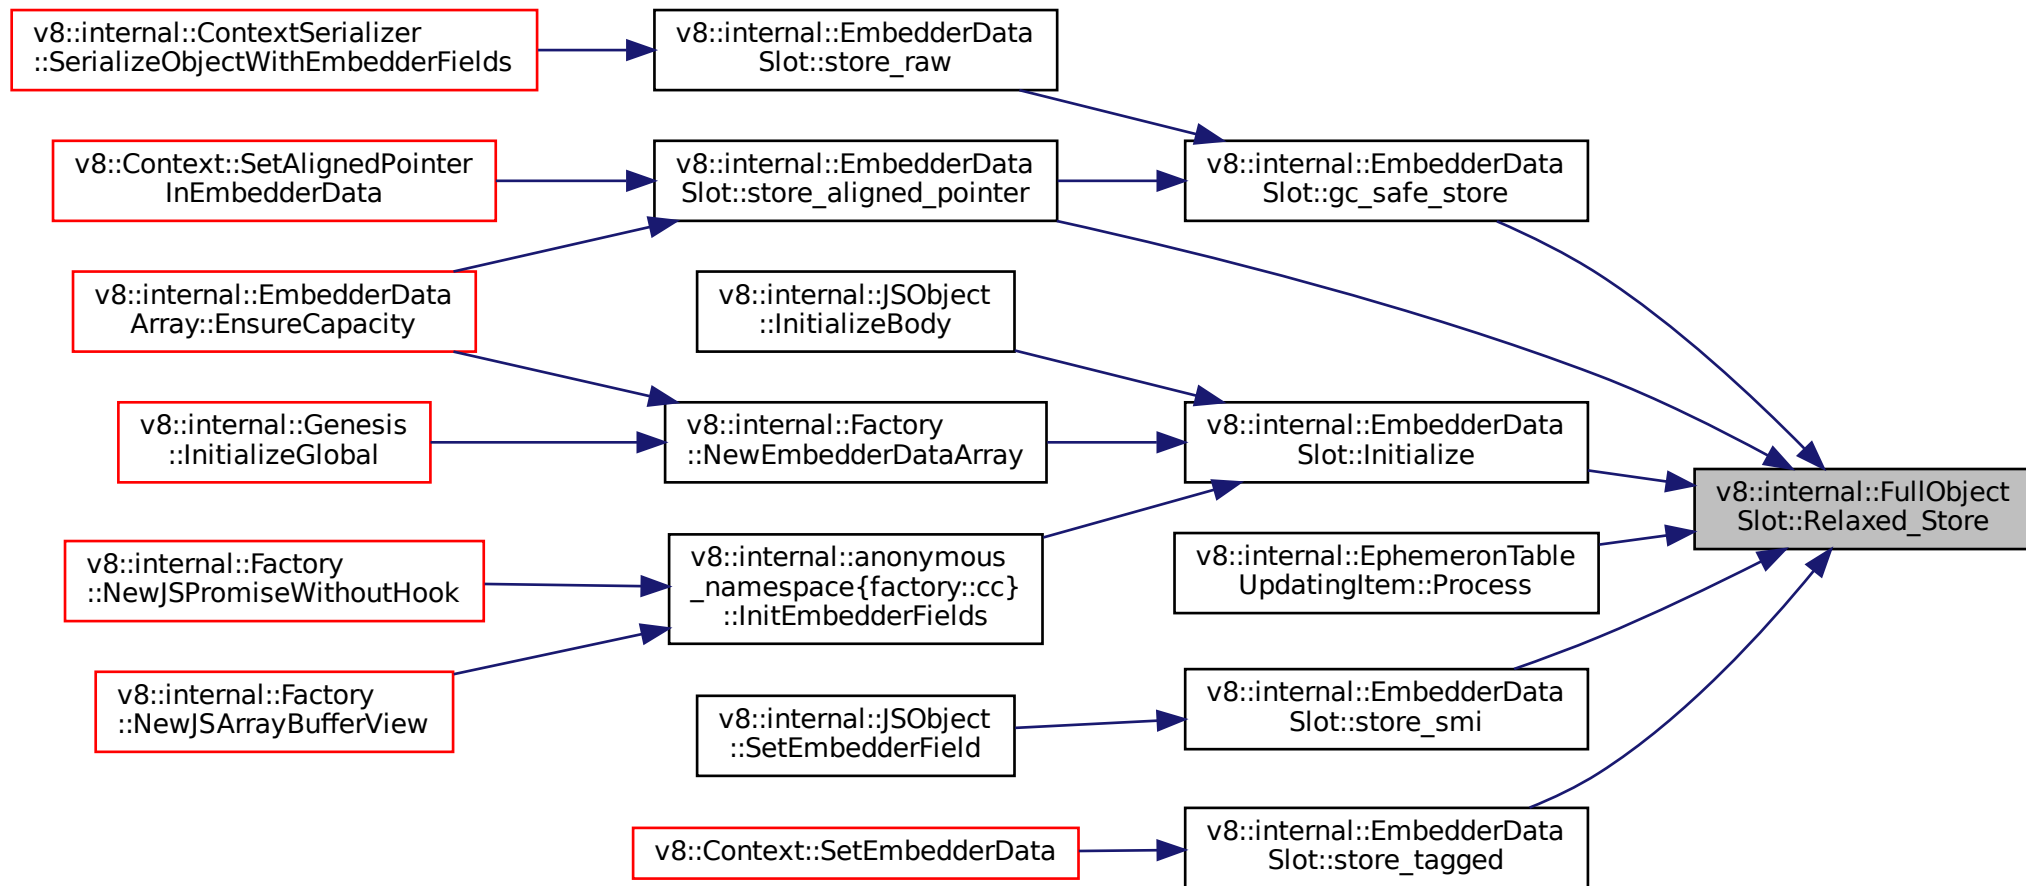 v8::internal::ContextSerializer
::SerializeObjectWithEmbedderFields
v8::internal::EmbedderData
Slot::store_raw
v8::Context::SetAlignedPointer
InEmbedderData
v8::internal::EmbedderData
Slot::store_aligned_pointer
v8::internal::EmbedderData
Slot::gc_safe_store
v8::internal::EmbedderData
Array::EnsureCapacity
v8::internal::JSObject
::InitializeBody
v8::internal::Genesis
::InitializeGlobal
v8::internal::Factory
::NewEmbedderDataArray
v8::internal::EmbedderData
Slot::Initialize
v8::internal::FullObject
Slot::Relaxed_Store
v8::internal::Factory
::NewJSPromiseWithoutHook
v8::internal::anonymous
_namespace{factory::cc}
::InitEmbedderFields
v8::internal::EphemeronTable
UpdatingItem::Process
v8::internal::Factory
::NewJSArrayBufferView
v8::internal::JSObject
::SetEmbedderField
v8::internal::EmbedderData
Slot::store_smi
v8::Context::SetEmbedderData
v8::internal::EmbedderData
Slot::store_tagged